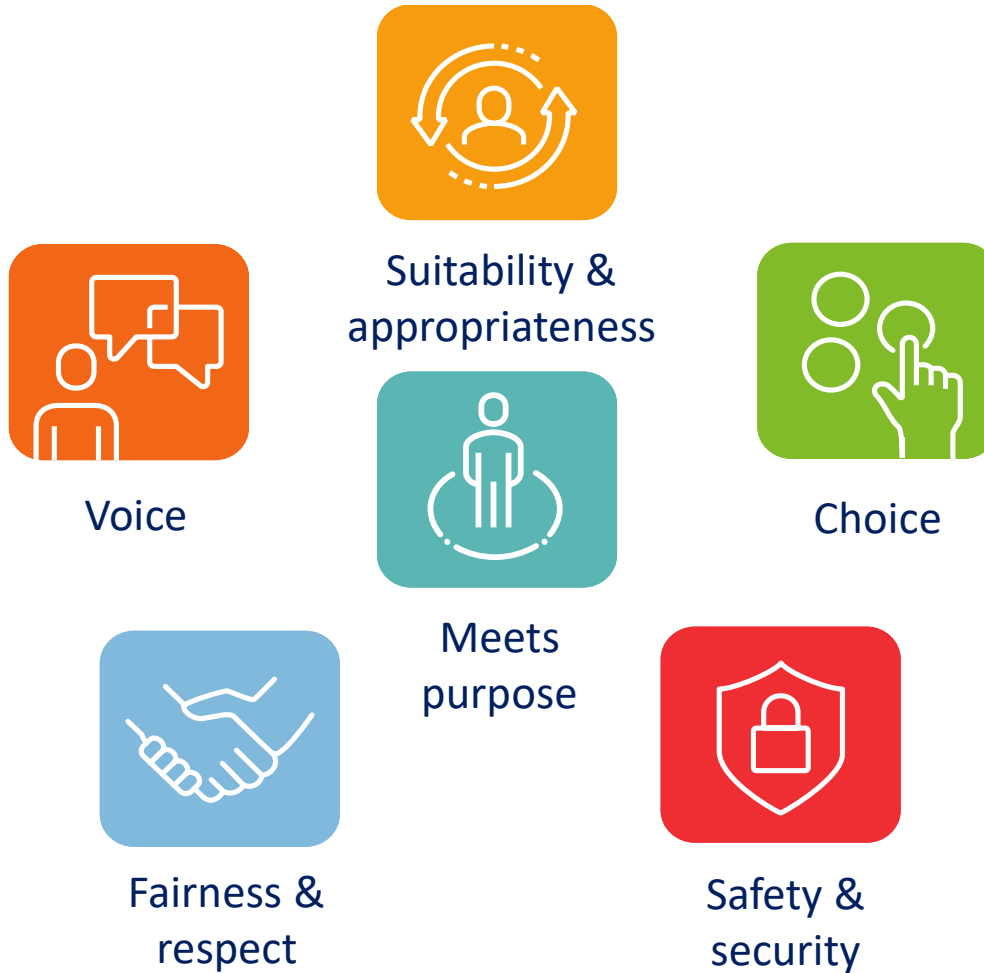 Suitability &
appropriateness
Voice
Choice
Meets
purpose
Fairness &
respect
Safety &
security